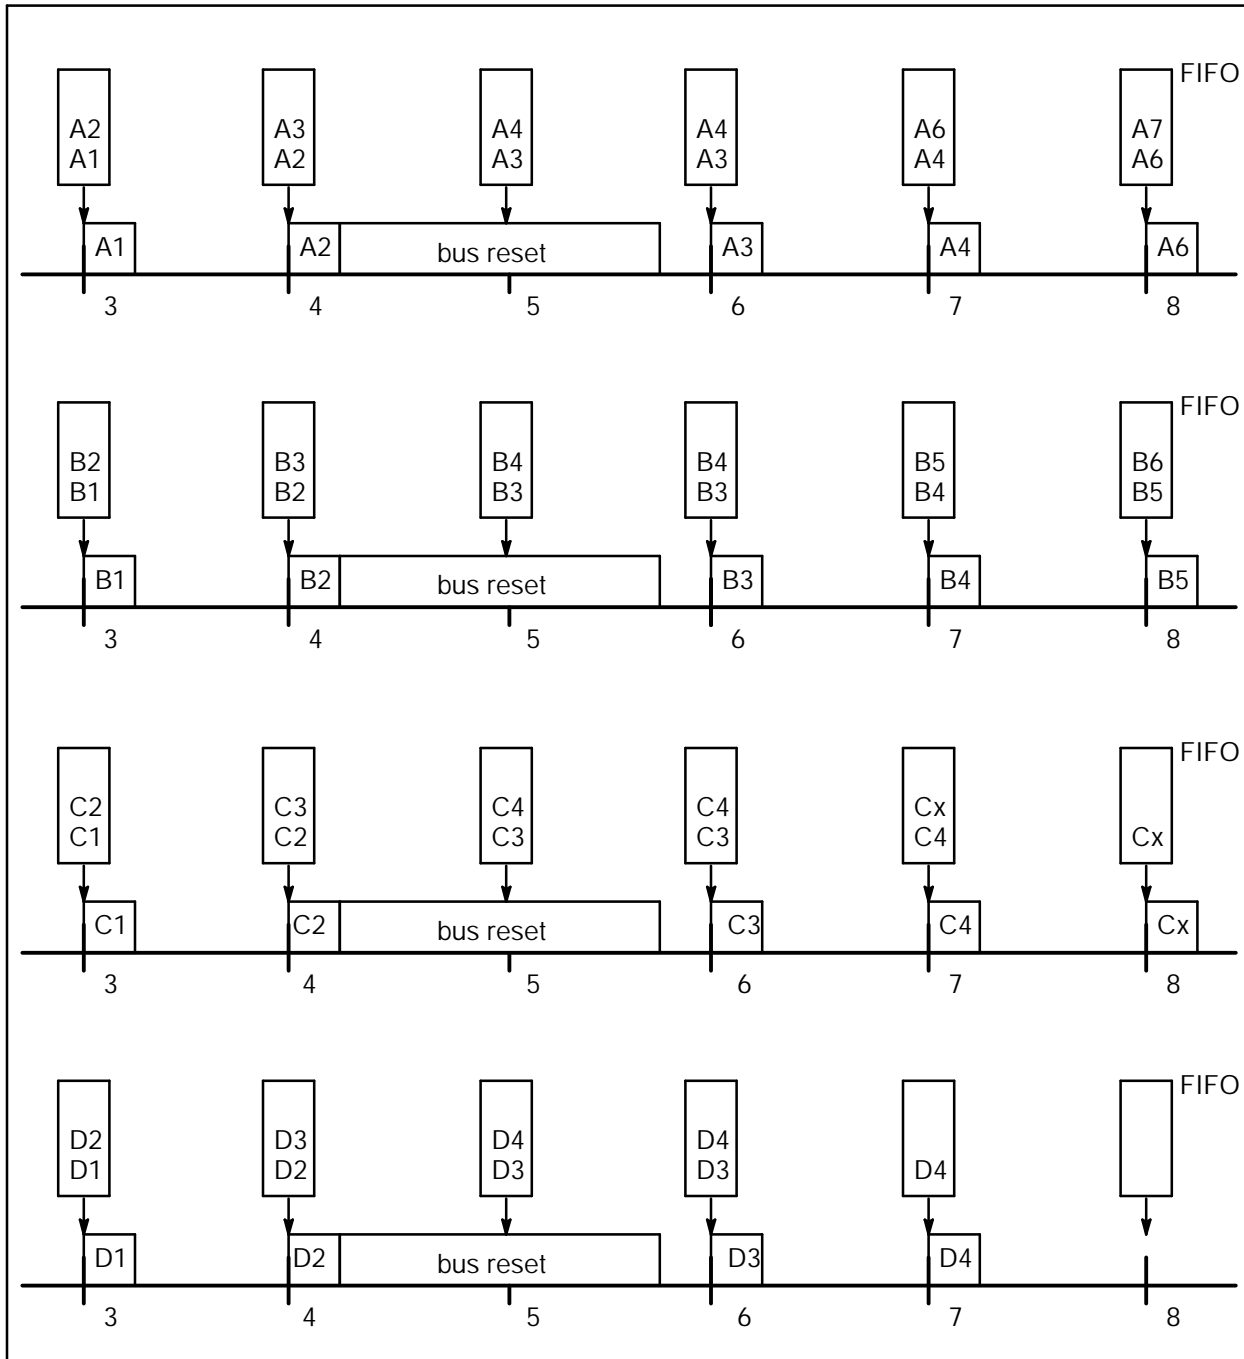 FIFO
A2 A3 A4 A4 A6 A7
A1 A2 A3 A3 A4 A6
A1 A2 bus reset A3 A4 A6
3 4 5 6 7 8
FIFO
B2 B3 B4 B4 B5 B6
B1 B2 B3 B3 B4 B5
B1 B2 bus reset B3 B4 B5
3 4 5 6 7 8
FIFO
C2 C3 C4 C4 Cx
C1 C2 C3 C3 C4 Cx
C1 C2 bus reset C3 C4 Cx
3 4 5 6 7 8
FIFO
D2 D3 D4 D4
D1 D2 D3 D3 D4
D1 D2 bus reset D3 D4
3 4 5 6 7 8